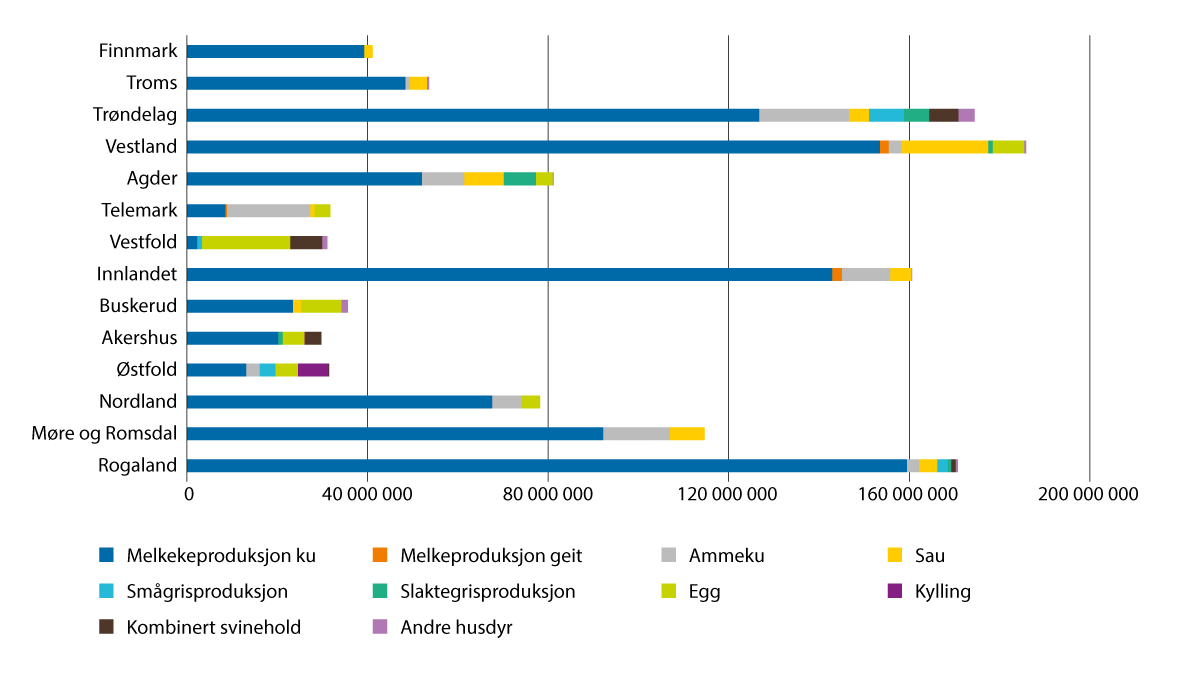 Finnmark
Troms
Trøndelag
Vestland
Agder
Telemark
Vestfold
Innlandet
Buskerud
Akershus
Østfold
Nordland
Møre og Romsdal
Rogaland
0 40 000 000 80 000 000 120 000 000 160 000 000 200 000 000
Melkekeproduksjon ku Melkeproduksjon geit Ammeku Sau
Smågrisproduksjon Slaktegrisproduksjon Egg Kylling
Kombinert svinehold Andre husdyr